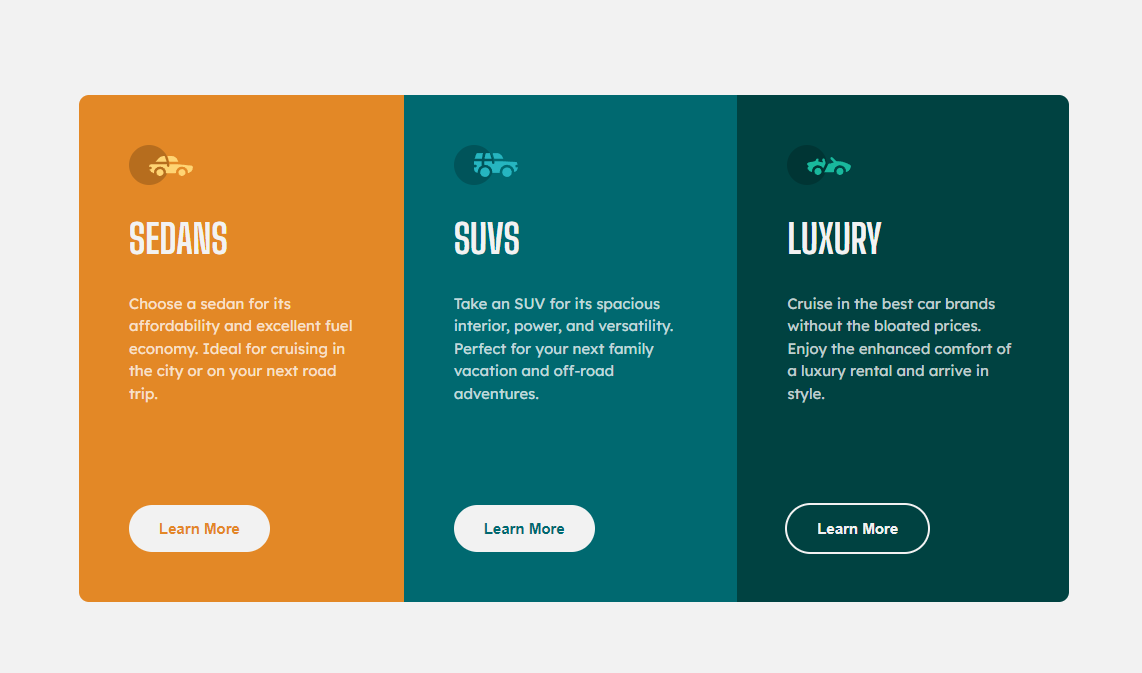 SEDANS
Choose a sedan for its
affordability and excellent fuel
economy. Ideal for cruising in
the city or on your next road
trip.
Learn More
SUVS
Take an SUV for its spacious
interior, power, and versatility.
Perfect for your next family
vacation and off-road
adventures.
Learn More
LUXURY
Cruise in the best car brands
without the bloated prices.
Enjoy the enhanced comfort of
a luxury rental and arrive in
style.
Learn More